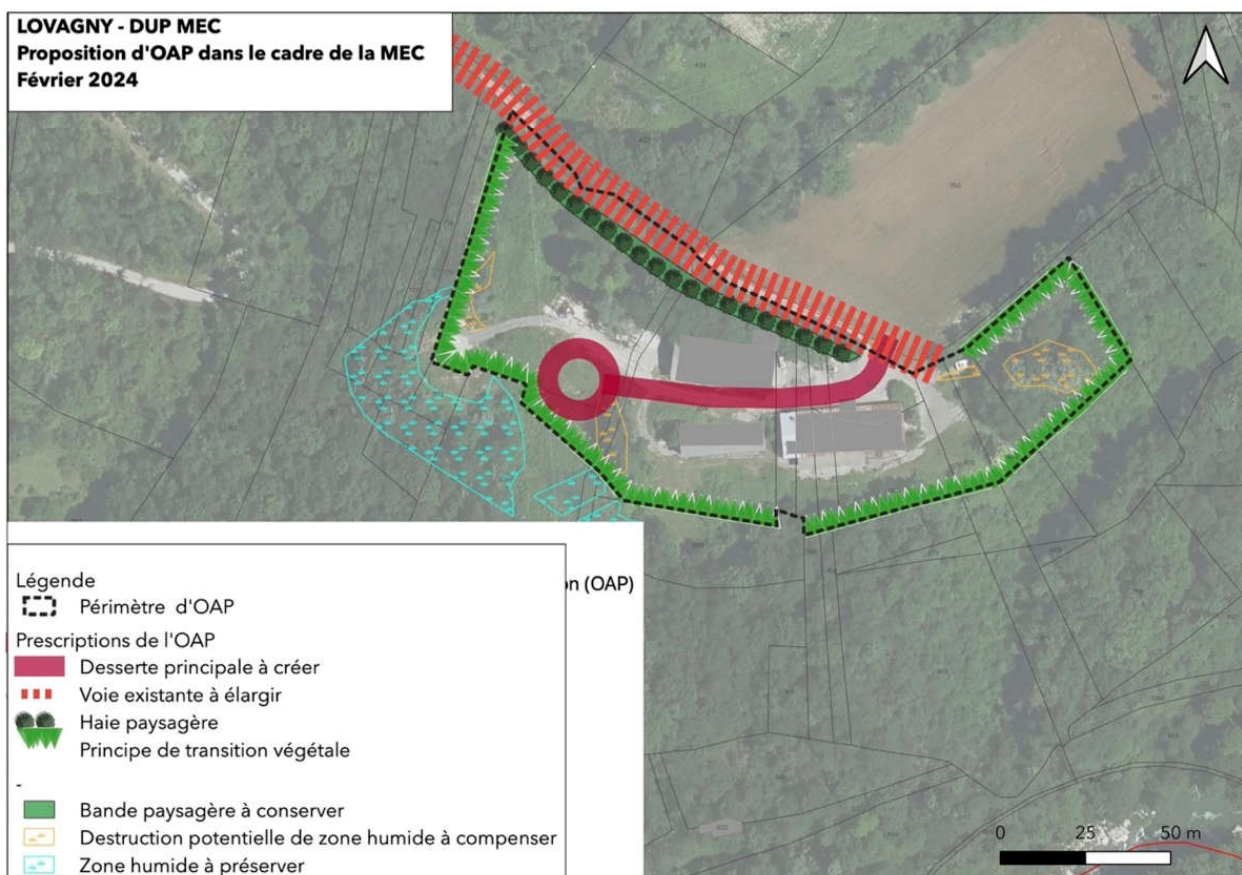 LOVAGNY - DUP MEC
Proposition d'OAP dans le cadre de la MEC
Février 2024
on (OAP)
Légende
Périmètre d'OAP
Prescriptions de l'OAP
Desserte principale à créer
Voie existante à élargir
Haie paysagère
Principe de transition végétale
-
Bande paysagère à conserver
Destruction potentielle de zone humide à compenser
Zone humide à préserver
0 25 50 m